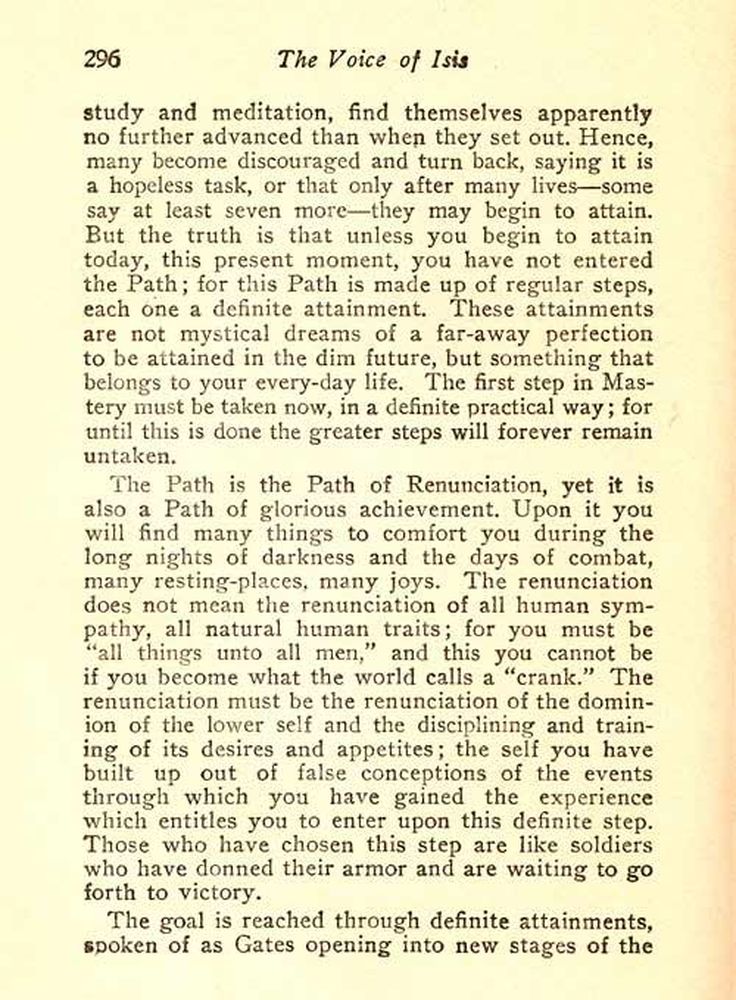 296 The Voice of Isis
study and meditation, find themselves apparently
no further advanced than when they set out. Hence,
many become discouraged and turn back, saying it is
a hopeless task, or that only after many lives—some
say at least seven more—they may begin to attain.
But the truth is that unless you begin to attain
today, this present moment, you have not entered
the Path; for this Path is made up of regular steps,
each one a definite attainment. These attainments
are not mystical dreams of a far-away perfection
to be attained in the dim future, but something that
belongs to your every-day life. The first step in Mas-
tery must be taken now, in a definite practical way; for
until this is done the greater steps will forever remain
untaken.
The Path is the Path of Renunciation, yet it is
also a Path of glorious achievement. Upon it you
will find many things to comfort you during the
long nights of darkness and the days of combat,
many resting-places, many joys. The renunciation
does not mean the renunciation of all human sym-
pathy, all natural human traits; for you must be
“all things unto all men,” and this you cannot be
if you become what the world calls a “crank.” The
renunciation must be the renunciation of the domin-
ion of the lower self and the disciplining and train-
ing of its desires and appetites; the self you have
built up out of false conceptions of the events
through which you have gained the experience
which entitles you to enter upon this definite step.
Those who have chosen this step are like soldiers
who have donned their armor and are waiting to go
forth to victory.
The goal is reached through definite attainments,
spoken of as Gates opening into new stages of the